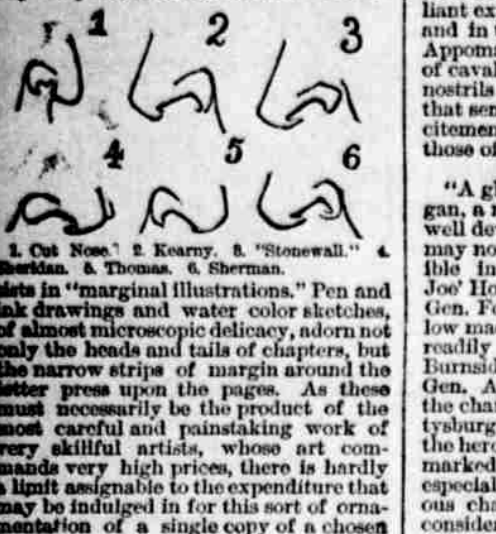 1
2
3
4
5
6
1. Cut Nose. 2. Kearny. 3. "Stonewall." 4.
Sheridan. 5. Thomas. 6. Sherman.
ists in "marginal illustrations." Pen and
ink drawings and water color sketches,
of almost microscopic delicacy, adorn not
only the heads and tails of chapters, but
the narrow strips of margin around the
letter press upon the pages. As these
must necessarily be the product of the
most careful and painstaking work of
very skillful artists, whose art com-
mands very high prices, there is hardly
a limit assignable to the expenditure that
may be indulged in for this sort of orna-
mentation of a single copy of a chosen
liant ex
and in
Appom
of caval
nostrils
that ser
citemen
those of
"A g
gan, a
well de
may no
ible in
Joe' Ho
Gen. F
low ma
readily
Burnsid
Gen. A
the cha
tysburg
the hero
marked
especial
ous cha
consider